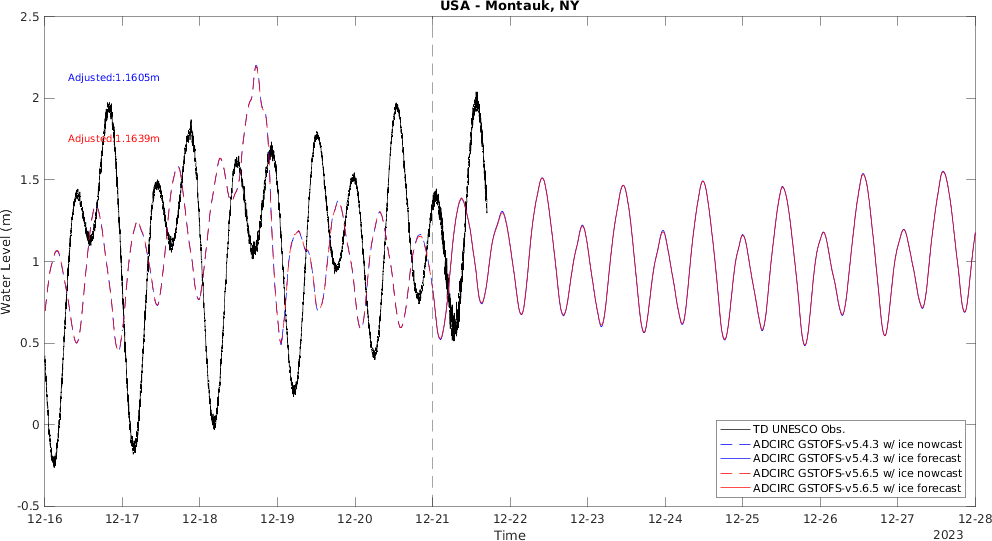 USA - Montauk, NY
2.5
2
1.5
1
0.5
0
-0.5
Water Level (m)
Adjusted:1.1605m
Adjusted:1.1639m
TD UNESCO Obs.
ADCIRC GSTOFS-v5.4.3 w/ ice nowcast
ADCIRC GSTOFS-v5.4.3 w/ ice forecast
ADCIRC GSTOFS-v5.6.5 w/ ice nowcast
ADCIRC GSTOFS-v5.6.5 w/ ice forecast
12-16 12-17 12-18 12-19 12-20 12-21 12-22 12-23 12-24 12-25 12-26 12-27 12-28
Time
2023